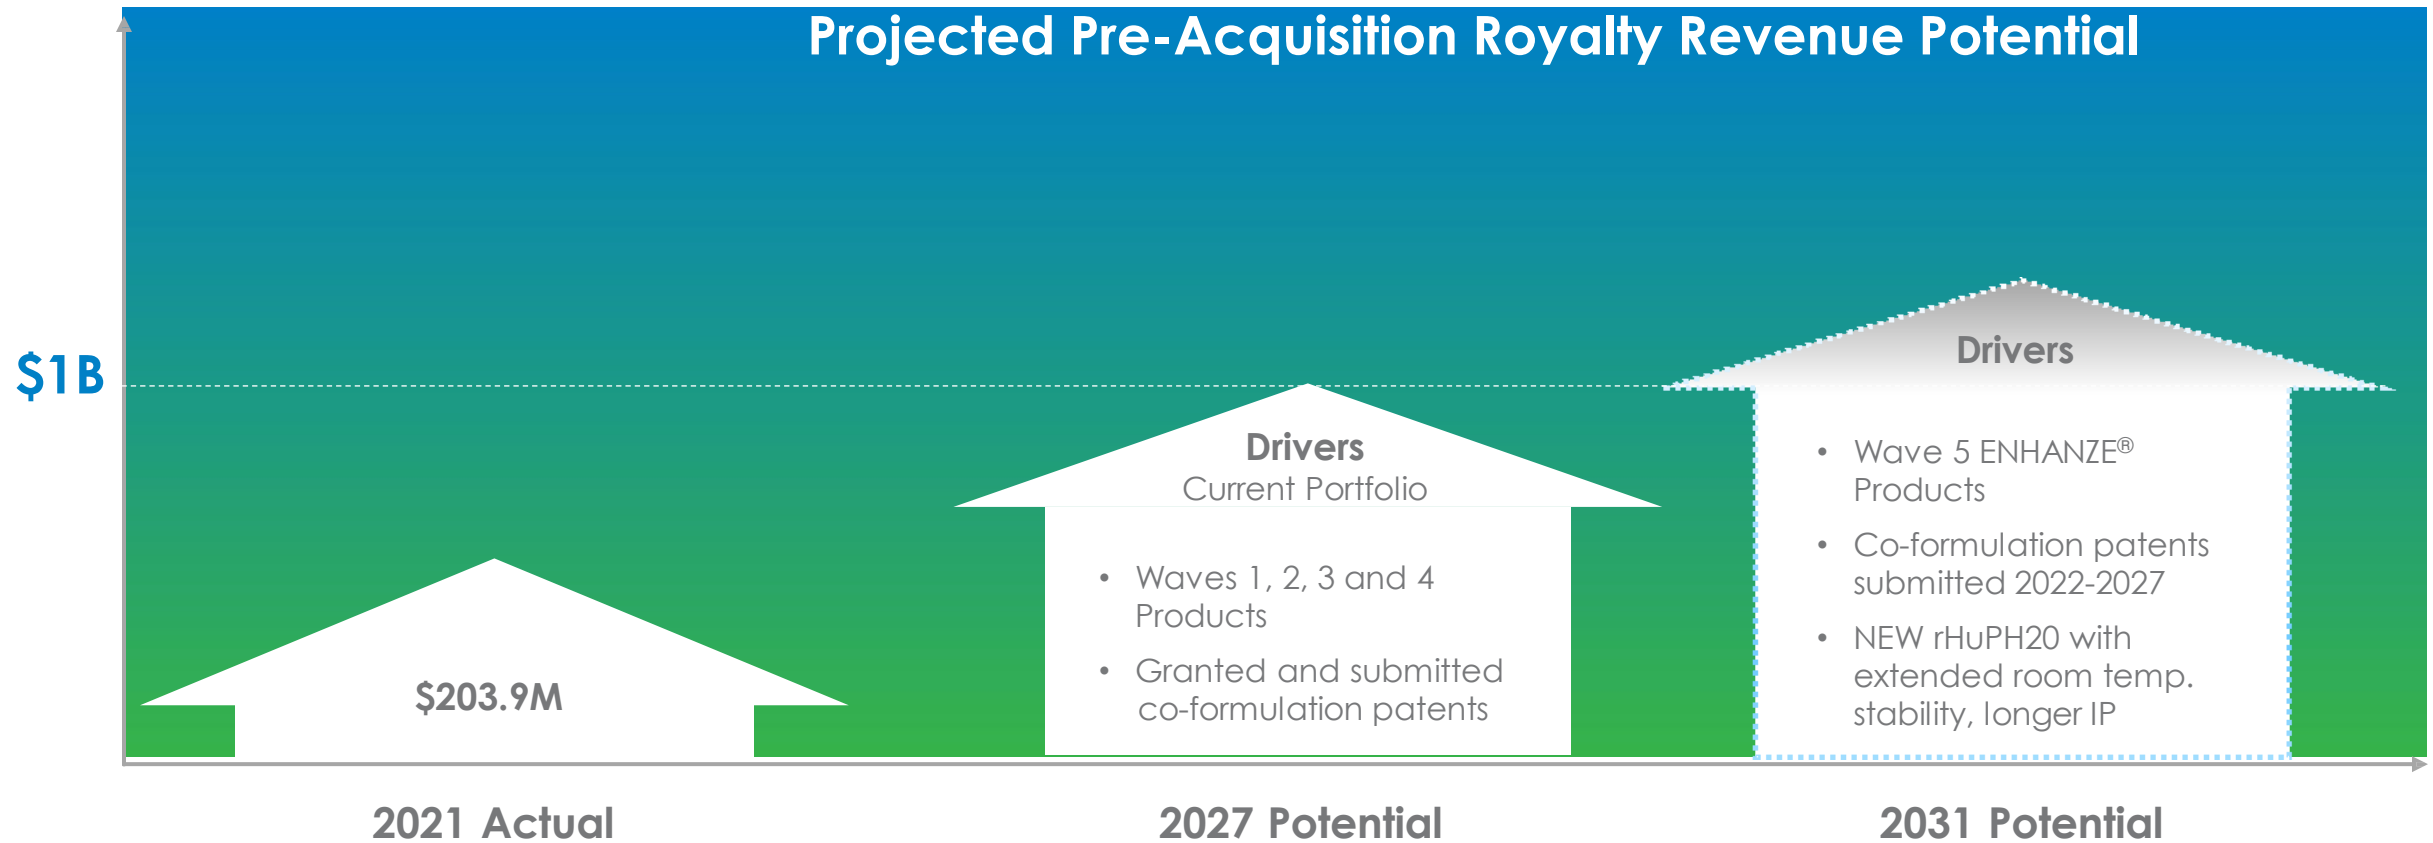 Projected Pre-Acquisition Royalty Revenue Potential
$1B
$203.9M
Drivers
Current Portfolio
• Waves 1, 2, 3 and 4
Products
• Granted and submitted
co-formulation patents
Drivers
• Wave 5 ENHANZE®
Products
• Co-formulation patents
submitted 2022-2027
• NEW rHuPH20 with
extended room temp.
stability, longer IP
2021 Actual
2027 Potential
2031 Potential